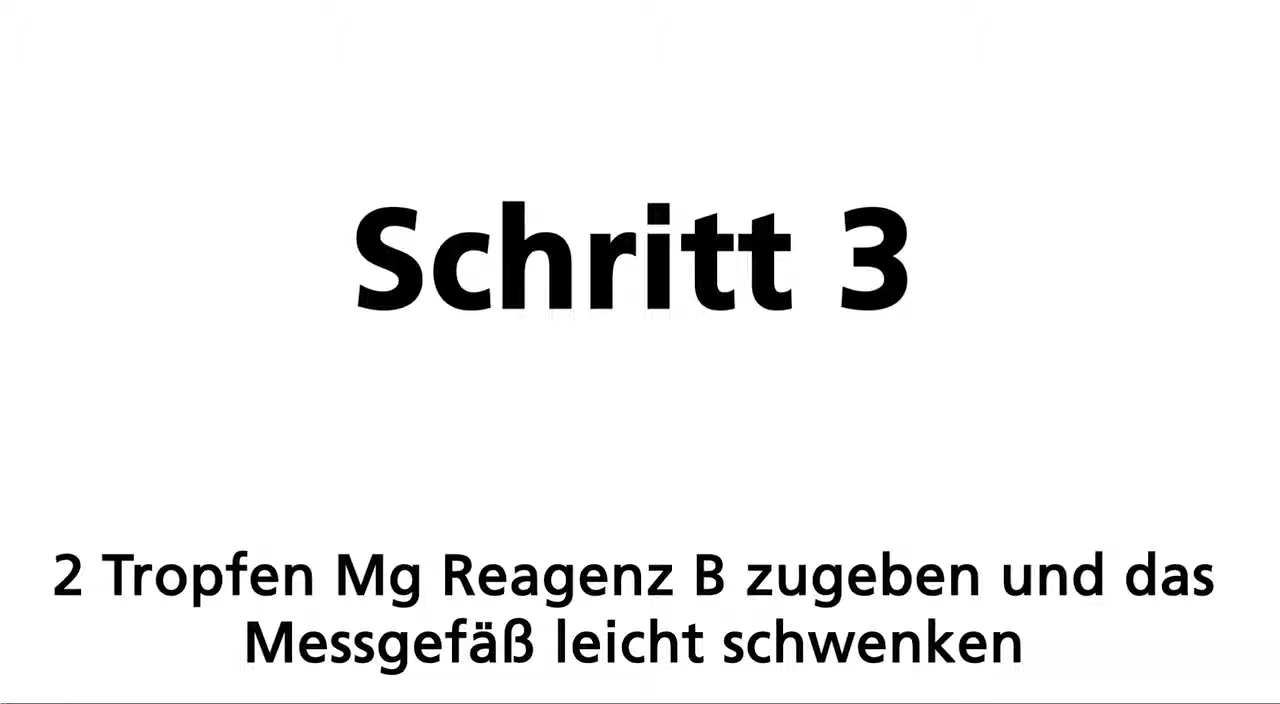 Schritt 3
2 Tropfen Mg Reagenz B zugeben und das
Messgefäß leicht schwenken